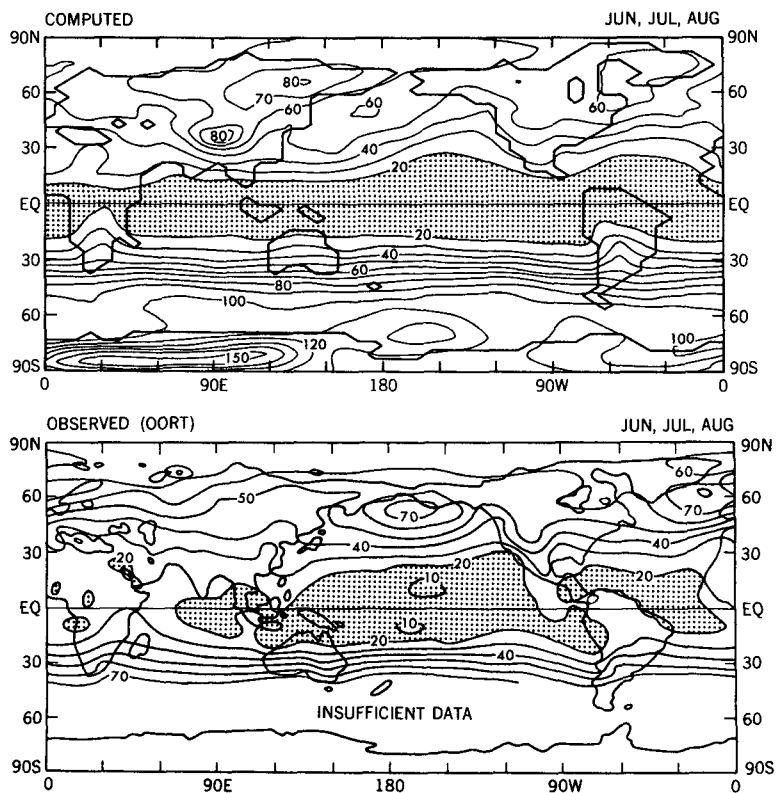 COMPUTED JUN, JUL, AUG
90N 90N
80
60 70 60 60 60 60
80
30 40 30
20
EQ EQ
20
30 40 30
60
80
100
60 60
120 100
150
90S 90S
0 90E 180 90W 0
OBSERVED (OORT) JUN, JUL, AUG
90N 90N
60
60 50 70 70 60
40 40
30 20 20 20 30
10
EQ EQ
10
20
30 40 30
70
INSUFFICIENT DATA
60 60
90S 90S
0 90E 180 90W 0